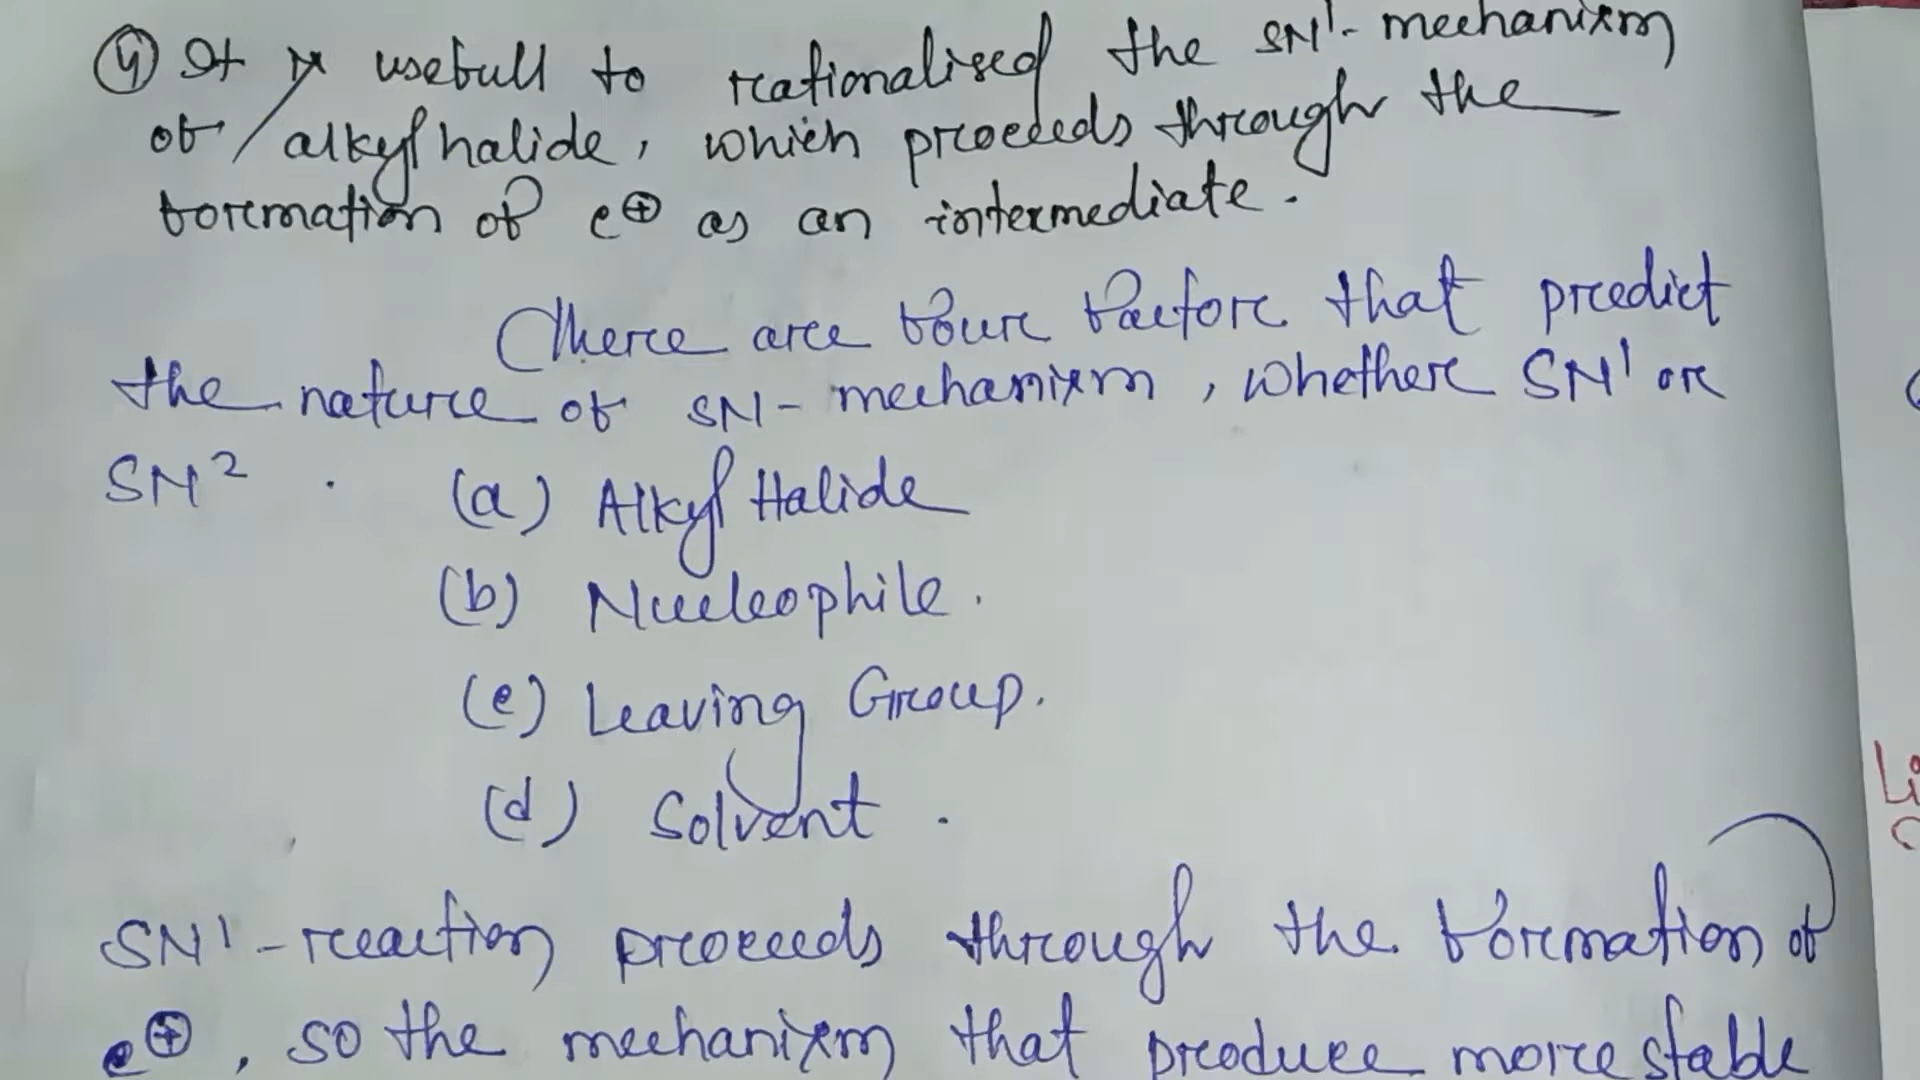 ④ It is usefull to rationalised the SN¹- mechanism
of / alkyl halide, which proceeds through the
formation of c⊕ as an intermediate.
There are four factor that predict
the nature of SN- mechanism, whether SN¹ or
SN² .
(a) Alkyl Halide
(b) Nucleophile.
(c) Leaving Group.
(d) Solvent .
SN¹-reaction proceeds through the formation of
c⊕, so the mechanism that produce more stable
Li